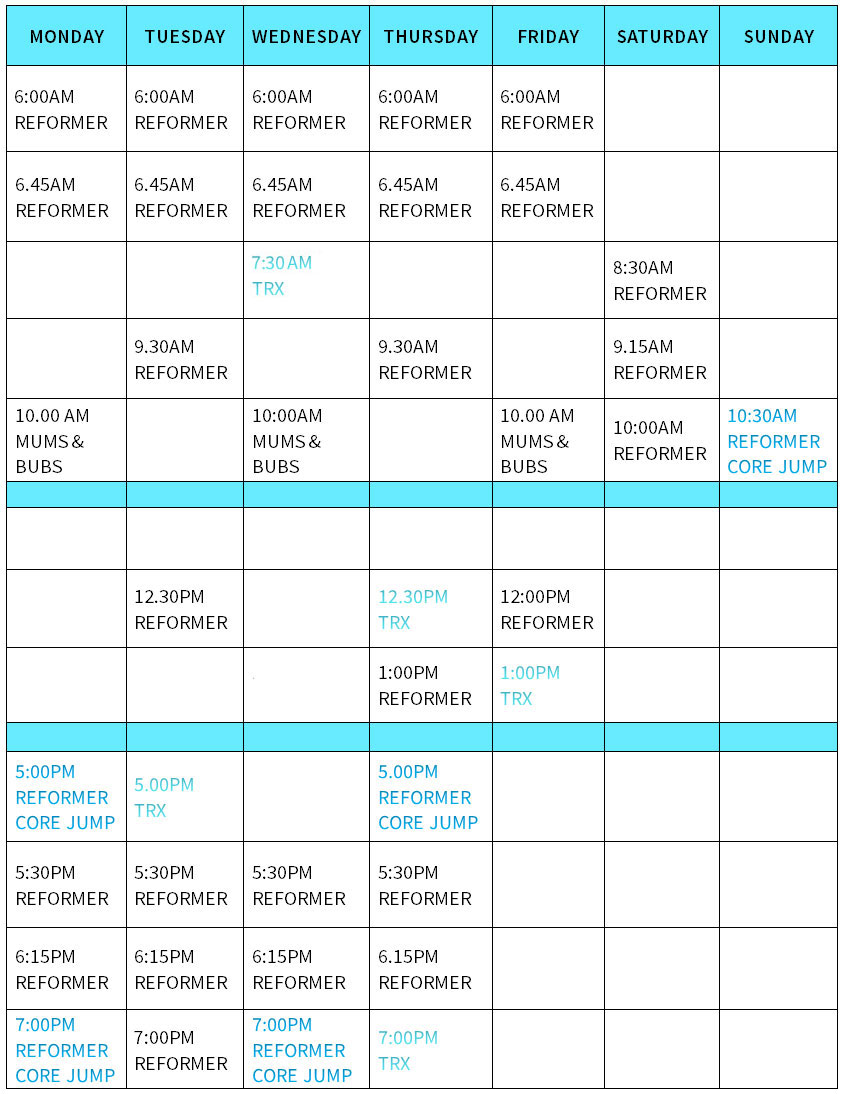 MONDAY TUESDAY WEDNESDAY THURSDAY FRIDAY SATURDAY SUNDAY
6:00AM 6:00AM 6:00AM 6:00AM 6:00AM
REFORMER REFORMER REFORMER REFORMER REFORMER
6.45AM 6.45AM 6.45AM 6.45AM 6.45AM
REFORMER REFORMER REFORMER REFORMER REFORMER
7:30 AM 8:30AM
TRX REFORMER
9.30AM 9.30AM 9.15AM
REFORMER REFORMER REFORMER
10.00 AM 10:00AM 10.00 AM 10:00AM 10:30AM
MUMS & MUMS & MUMS & REFORMER REFORMER
BUBS BUBS BUBS CORE JUMP
12.30PM 12.30PM 12:00PM
REFORMER TRX REFORMER
1:00PM 1:00PM
REFORMER TRX
5:00PM 5.00PM 5.00PM
REFORMER TRX REFORMER
CORE JUMP CORE JUMP
5:30PM 5:30PM 5:30PM 5:30PM
REFORMER REFORMER REFORMER REFORMER
6:15PM 6:15PM 6:15PM 6.15PM
REFORMER REFORMER REFORMER REFORMER
7:00PM 7:00PM 7:00PM 7:00PM
REFORMER REFORMER REFORMER TRX
CORE JUMP CORE JUMP